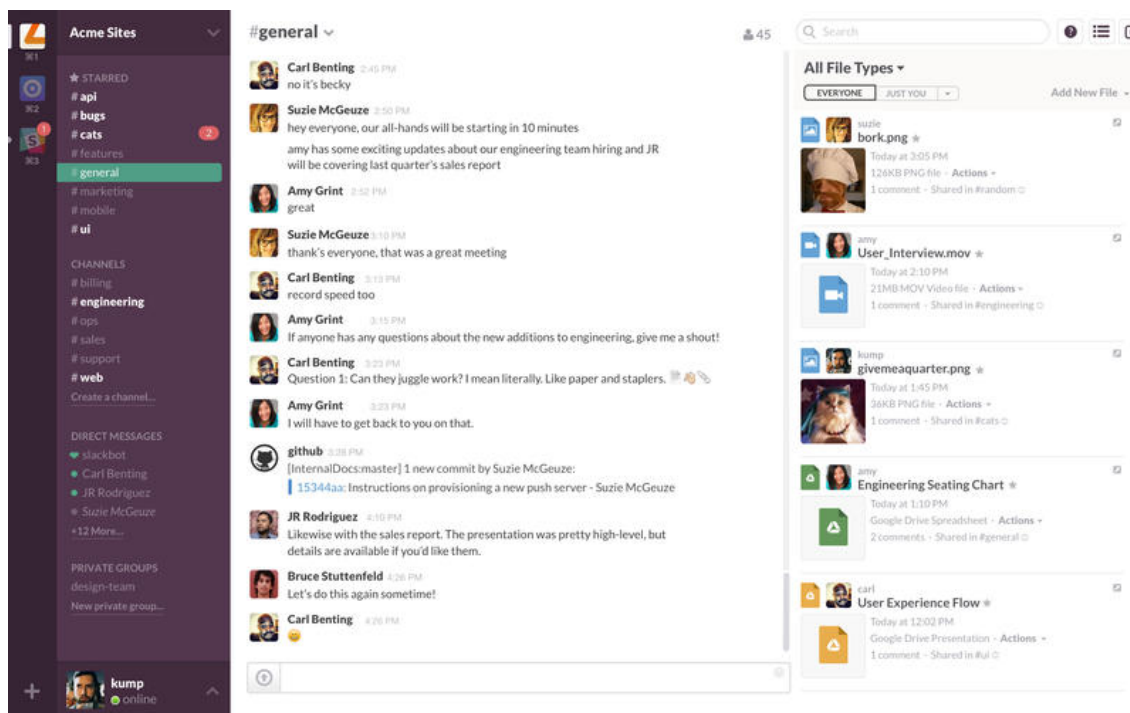 ⌘1
⌘2
1
⌘3
Acme Sites
★ STARRED
# api
# bugs
# cats 2
# features
# general
# marketing
# mobile
# ui
CHANNELS
# billing
# engineering
# ops
# sales
# support
# web
Create a channel...
DIRECT MESSAGES
slackbot
Carl Benting
JR Rodriguez
Suzie McGeuze
+12 More...
PRIVATE GROUPS
design-team
New private group...
+
kump
online
#general
45
Carl Benting 2:45 PM
no it's becky
Suzie McGeuze 2:50 PM
hey everyone, our all-hands will be starting in 10 minutes
amy has some exciting updates about our engineering team hiring and JR
will be covering last quarter's sales report
Amy Grint 2:52 PM
great
Suzie McGeuze 3:10 PM
thank's everyone, that was a great meeting
Carl Benting 3:13 PM
record speed too
Amy Grint 3:15 PM
If anyone has any questions about the new additions to engineering, give me a shout!
Carl Benting 3:23 PM
Question 1: Can they juggle work? I mean literally. Like paper and staplers.
Amy Grint 3:23 PM
I will have to get back to you on that.
github 3:28 PM
[InternalDocs:master] 1 new commit by Suzie McGeuze:
15344aa: Instructions on provisioning a new push server - Suzie McGeuze
JR Rodriguez 4:10 PM
Likewise with the sales report. The presentation was pretty high-level, but
details are available if you'd like them.
Bruce Stuttenfeld 4:26 PM
Let's do this again sometime!
Carl Benting 4:26 PM
Search
?
All File Types
EVERYONE JUST YOU
Add New File
suzie
bork.png ★
Today at 3:05 PM
126KB PNG file - Actions
1 comment - Shared in #random
amy
User_Interview.mov ★
Today at 2:10 PM
21MB MOV Video file - Actions
1 comment - Shared in #engineering
kump
givemeaquarter.png ★
Today at 1:45 PM
36KB PNG file - Actions
1 comment - Shared in #cats
amy
Engineering Seating Chart ★
Today at 1:10 PM
Google Drive Spreadsheet - Actions
2 comments - Shared in #general
carl
User Experience Flow ★
Today at 12:02 PM
Google Drive Presentation - Actions
1 comment - Shared in #ui